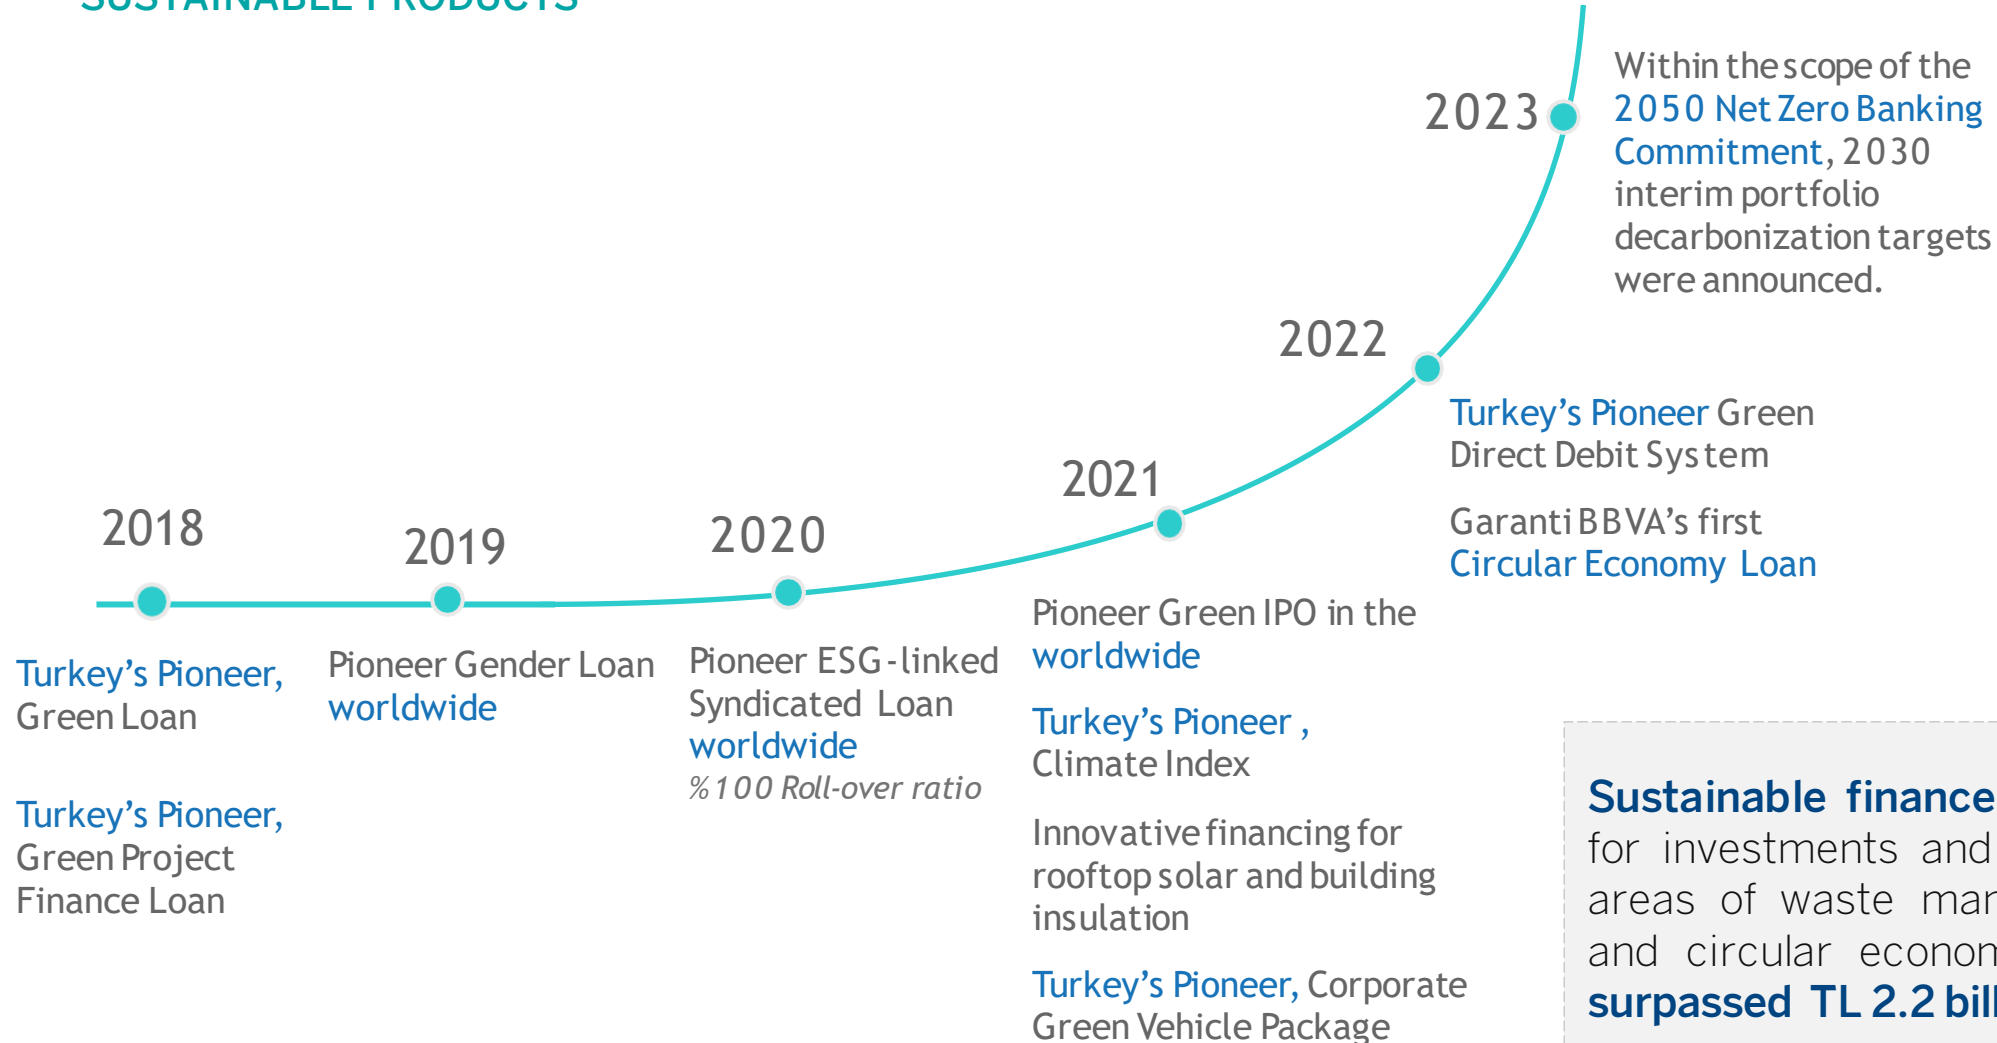 SUSTAINABLE PRODUCTS
2018
Turkey's Pioneer,
Green Loan
Turkey's Pioneer,
Green Project
Finance Loan
2019
Pioneer Gender Loan
worldwide
2020
Pioneer ESG-linked
Syndicated Loan
worldwide
%100 Roll-over ratio
2021
Pioneer Green IPO in the
worldwide
Turkey's Pioneer ,
Climate Index
Innovative financing for
rooftop solar and building
insulation
Turkey's Pioneer, Corporate
Green Vehicle Package
2022
Turkey's Pioneer Green
Direct Debit System
Garanti BBVA's first
Circular Economy Loan
2023
Within the scope of the
2050 Net Zero Banking
Commitment, 2030
interim portfolio
decarbonization targets
were announced.
Sustainable finance
for investments and
areas of waste
and circular
surpassed TL 2.2